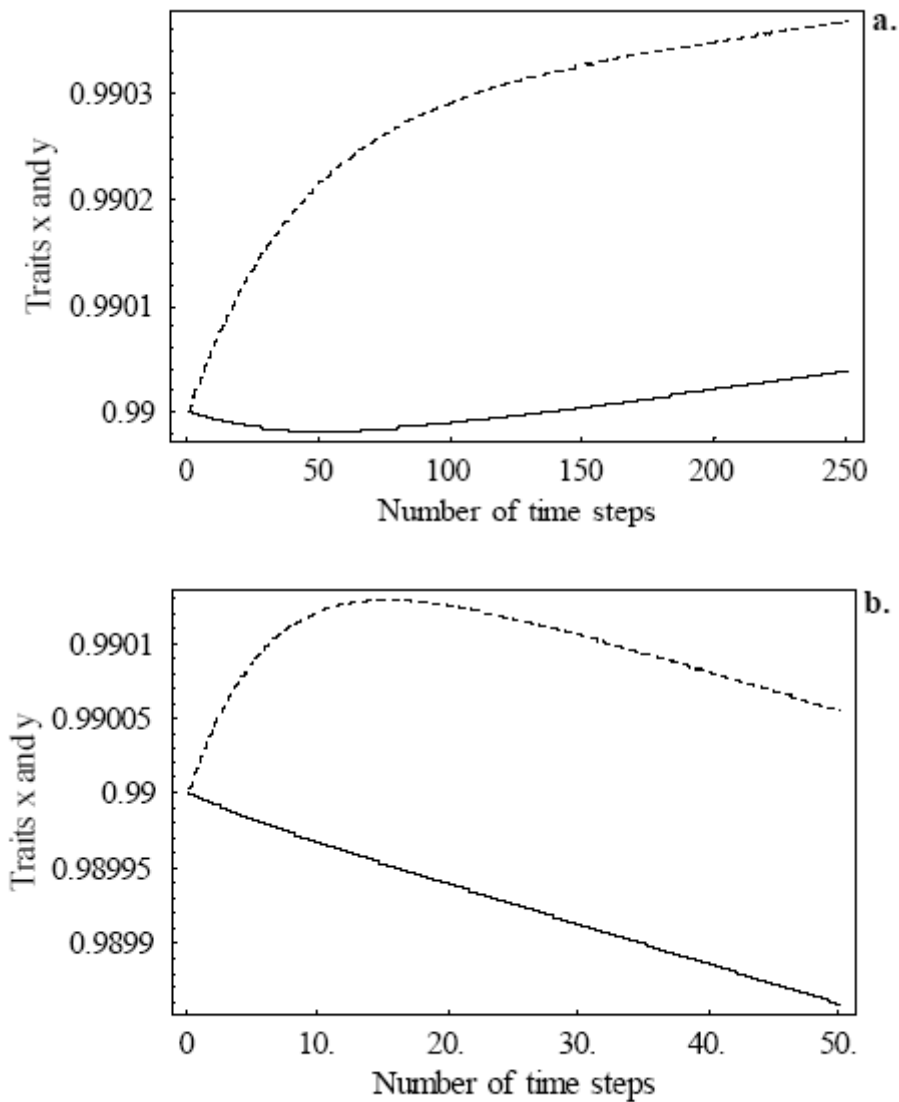 a.
0.9903
0.9902
0.9901
0.99
Traits x and y
0 50 100 150 200 250
Number of time steps
b.
0.9901
0.99005
0.99
0.98995
0.9899
Traits x and y
0 10. 20. 30. 40. 50.
Number of time steps